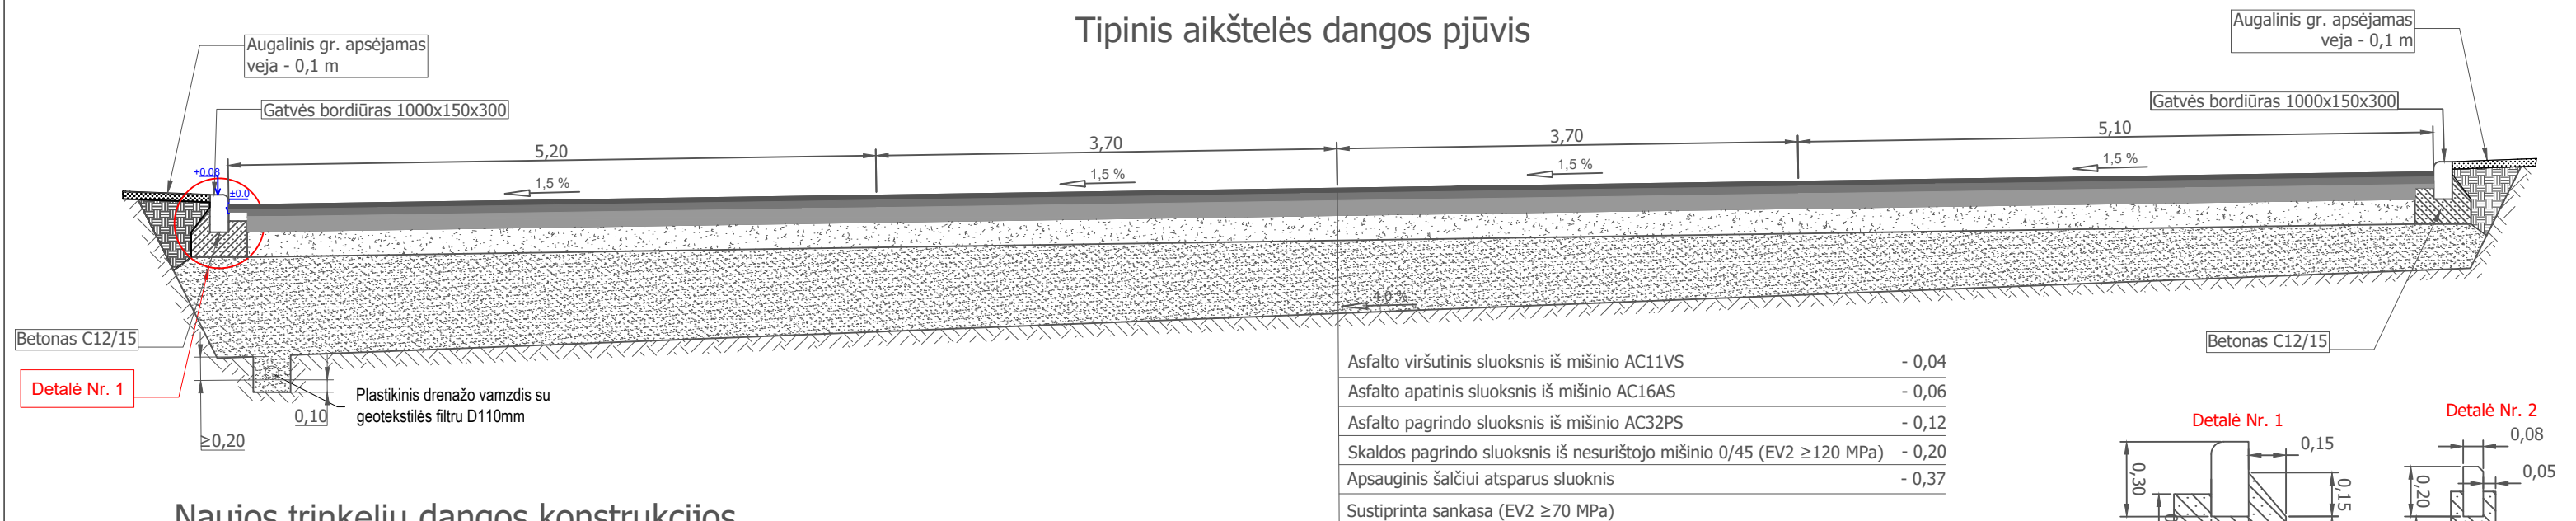 Tipinis aikštelės dangos pjūvis
Augalinis gr. apsėjamas
veja - 0,1 m
Augalinis gr. apsėjamas
veja - 0,1 m
Gatvės bordiūras 1000x150x300
Gatvės bordiūras 1000x150x300
5,20
3,70
3,70
5,10
+0.08
±0.0
1,5 %
1,5 %
1,5 %
1,5 %
4,0 %
Betonas C12/15
Betonas C12/15
Detalė Nr. 1
Plastikinis drenažo vamzdis su
geotekstilės filtru D110mm
0,10
≥0,20
Asfalto viršutinis sluoksnis iš mišinio AC11VS - 0,04
Asfalto apatinis sluoksnis iš mišinio AC16AS - 0,06
Asfalto pagrindo sluoksnis iš mišinio AC32PS - 0,12
Skaldos pagrindo sluoksnis iš nesurištojo mišinio 0/45 (EV2 ≥120 MPa) - 0,20
Apsauginis šalčiui atsparus sluoknis - 0,37
Sustiprinta sankasa (EV2 ≥70 MPa)
Detalė Nr. 1
0,15
0,30
0,15
Detalė Nr. 2
0,08
0,05
0,20
Naujos trinkelių dangos konstrukcijos